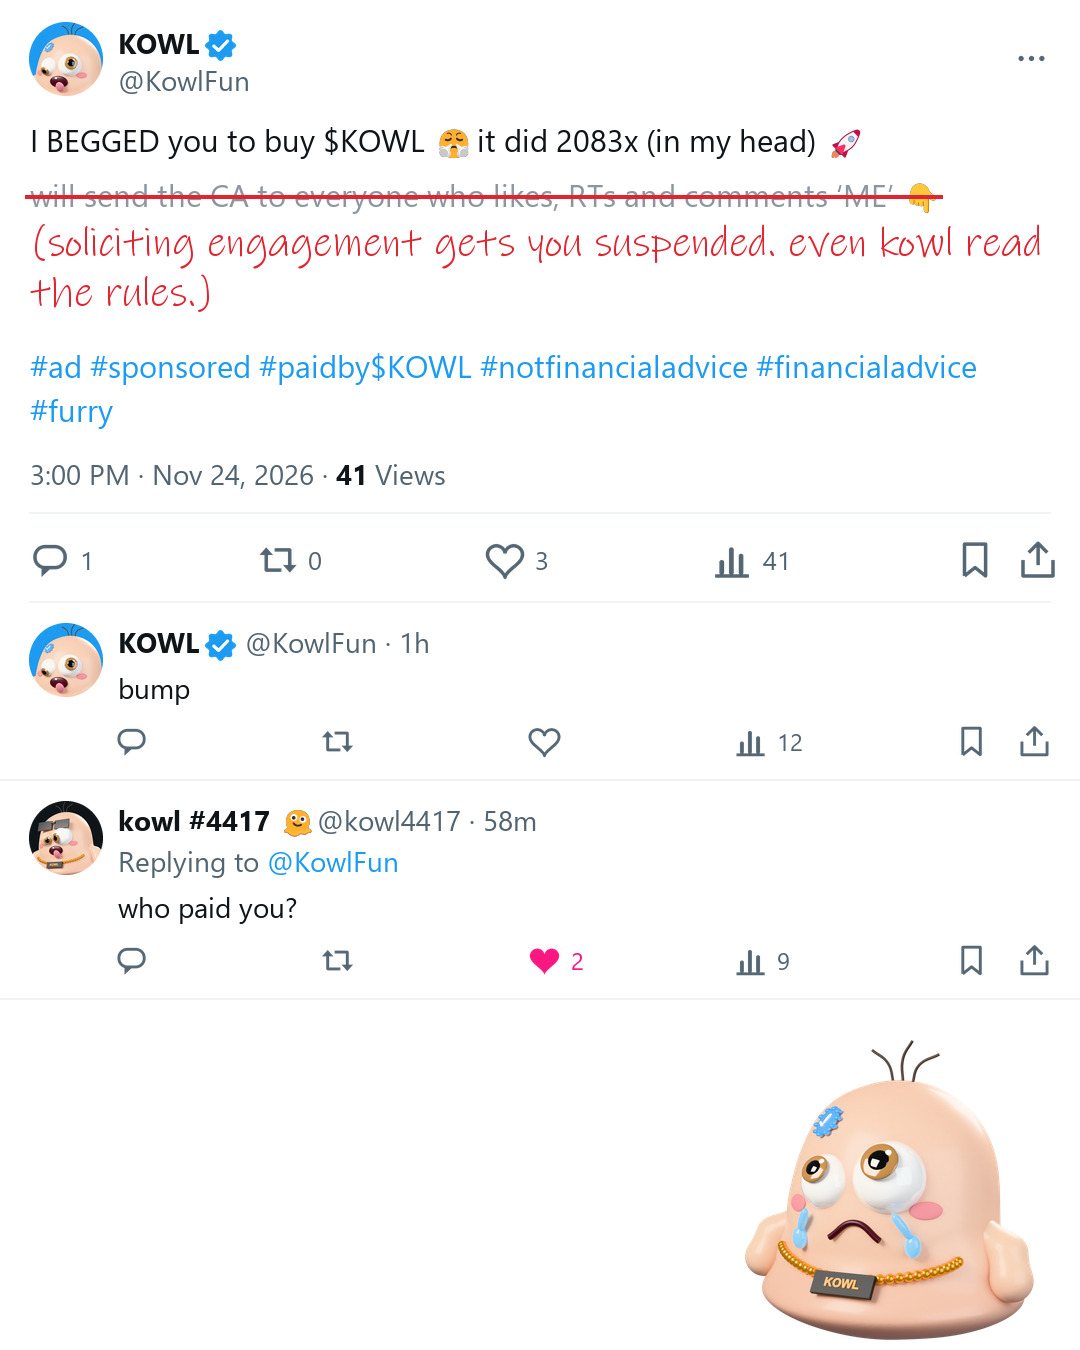 KOWL
@KowlFun
I BEGGED you to buy $KOWL 😤 it did 2083x (in my head) 🚀
will send the CA to everyone who likes, RTs and comments ‘ME’ 👇
(soliciting engagement gets you suspended. even kowl read
the rules.)
#ad #sponsored #paidby$KOWL #notfinancialadvice #financialadvice
#furry
3:00 PM · Nov 24, 2026 · 41 Views
1 0 3 41
KOWL @KowlFun · 1h
bump
12
kowl #4417 @kowl4417 · 58m
Replying to @KowlFun
who paid you?
2 9
KOWL